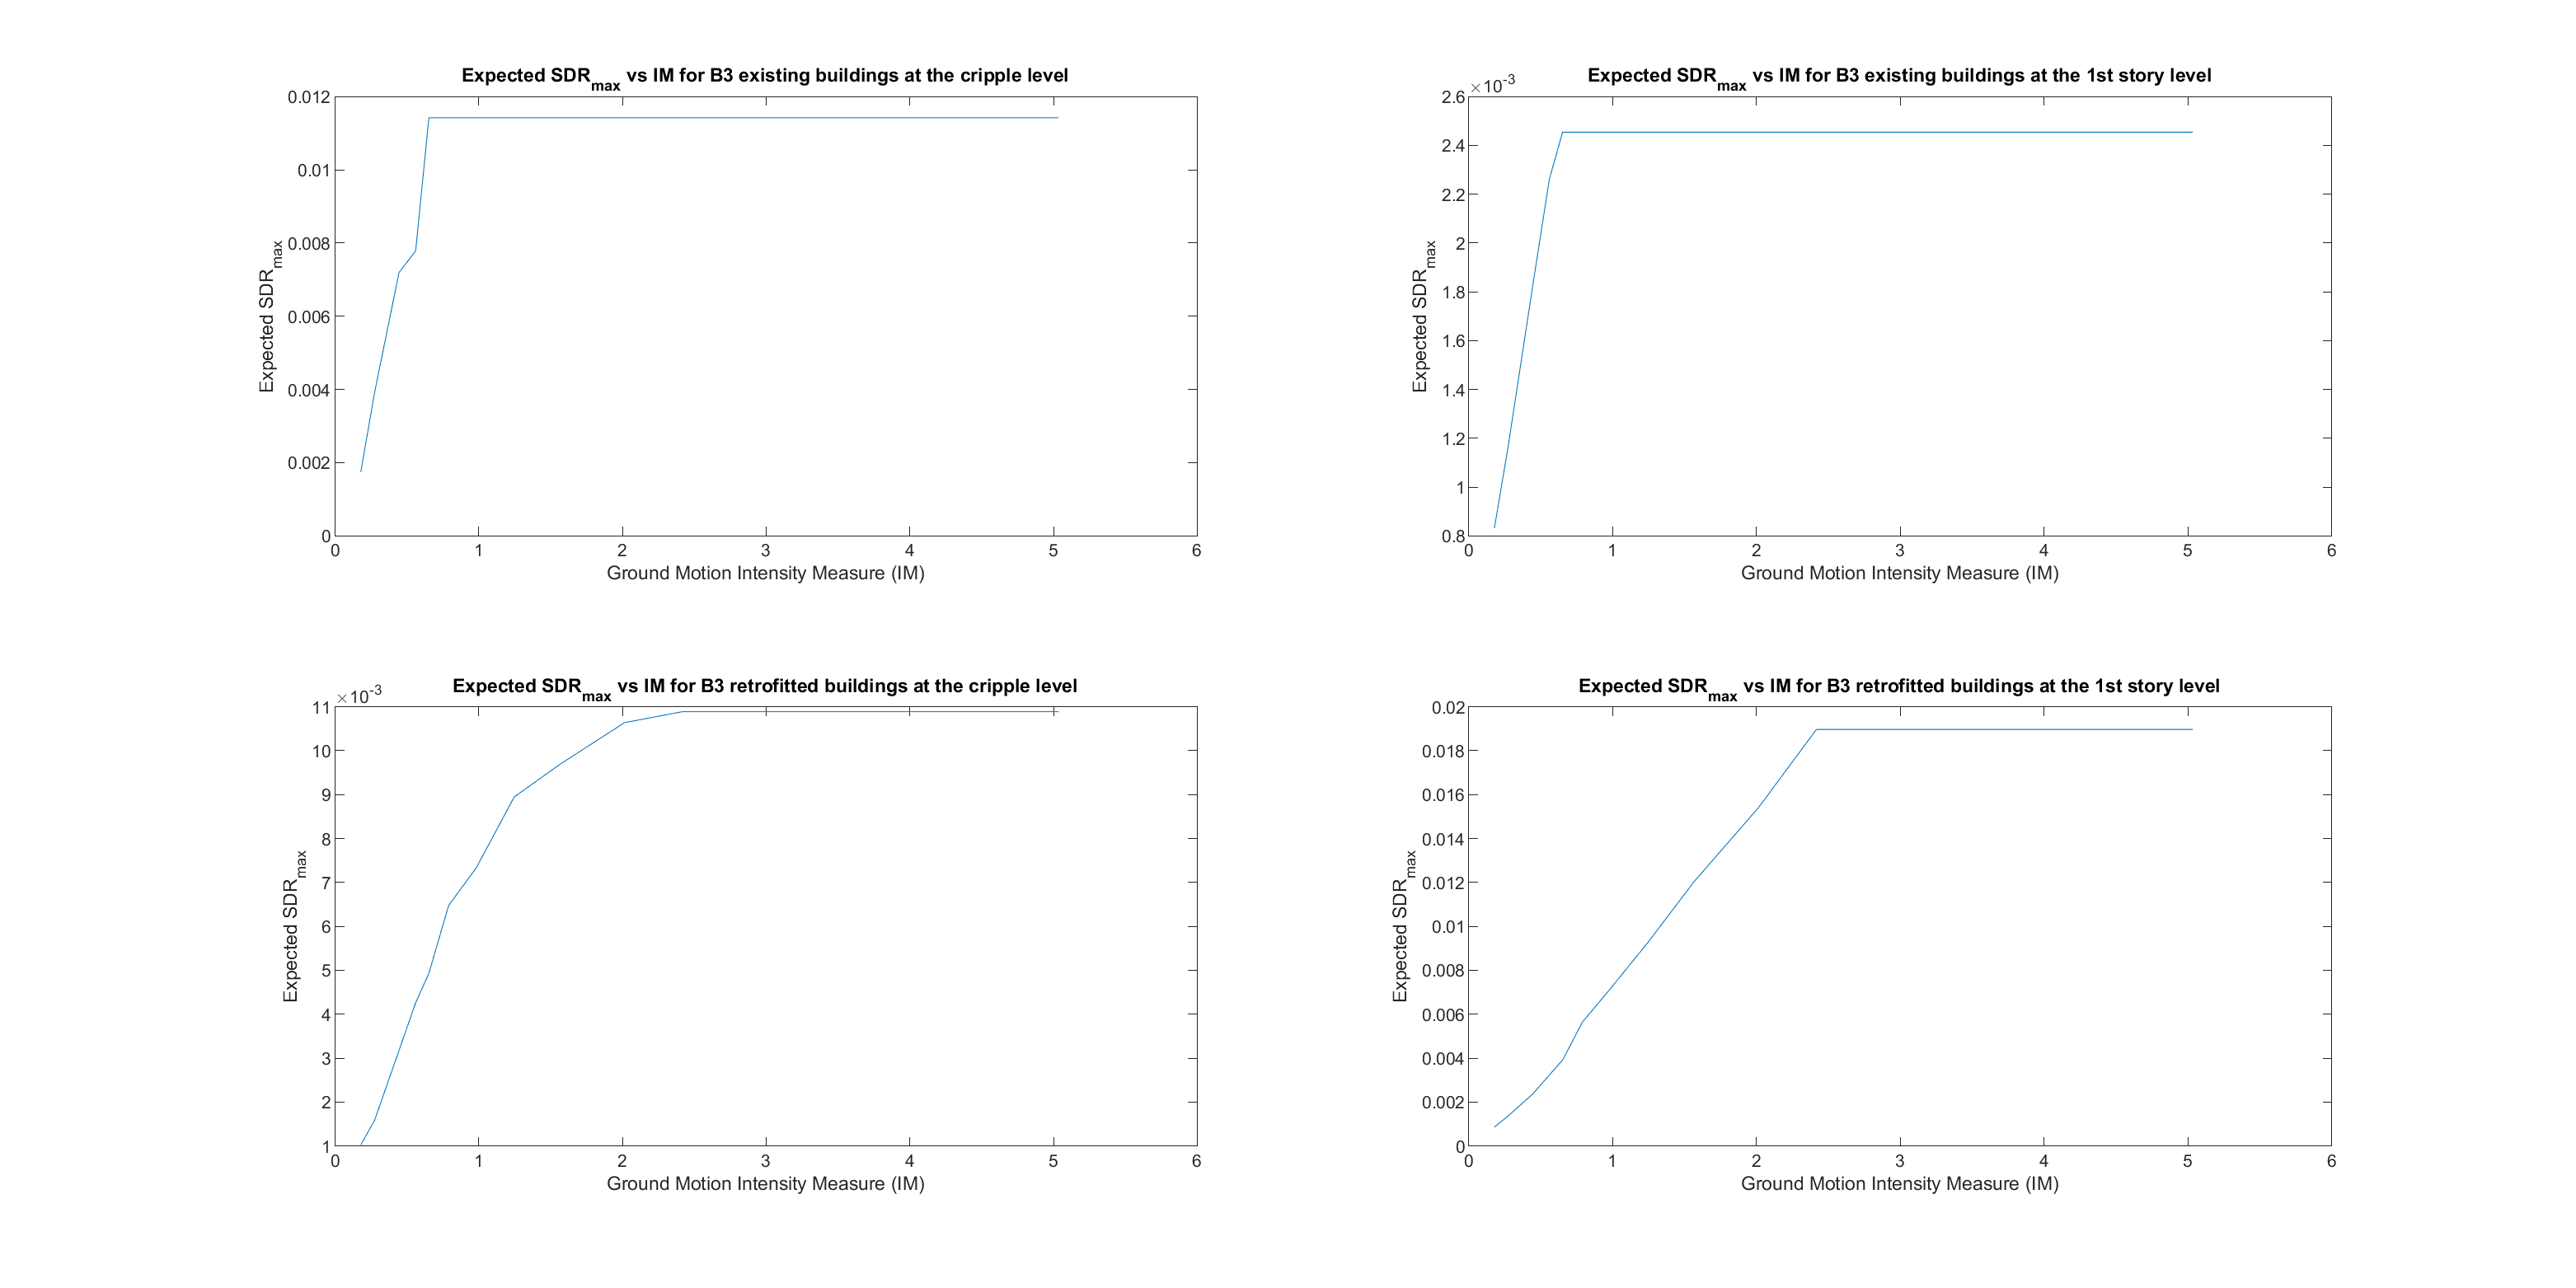 Expected SDRmax vs IM for B3 existing buildings at the cripple level
0.012
0.01
0.008
0.006
0.004
0.002
0
0 1 2 3 4 5 6
Expected SDRmax
Ground Motion Intensity Measure (IM)
Expected SDRmax vs IM for B3 existing buildings at the 1st story level
×10-3
2.6
2.4
2.2
2
1.8
1.6
1.4
1.2
1
0.8
0 1 2 3 4 5 6
Expected SDRmax
Ground Motion Intensity Measure (IM)
Expected SDRmax vs IM for B3 retrofitted buildings at the cripple level
×10-3
11
10
9
8
7
6
5
4
3
2
1
0 1 2 3 4 5 6
Expected SDRmax
Ground Motion Intensity Measure (IM)
Expected SDRmax vs IM for B3 retrofitted buildings at the 1st story level
0.02
0.018
0.016
0.014
0.012
0.01
0.008
0.006
0.004
0.002
0
0 1 2 3 4 5 6
Expected SDRmax
Ground Motion Intensity Measure (IM)